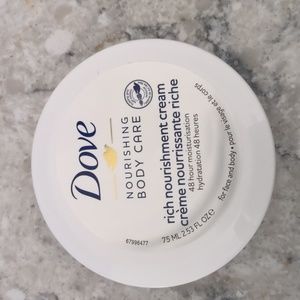 Dove
NOURISHING
BODY CARE
rich nourishment cream
crème nourrissante riche
48 hour moisturisation
hydratation 48 heures
for face and body • pour le visage et le corps
75 ML 2.53 FL OZ ℮
67996477